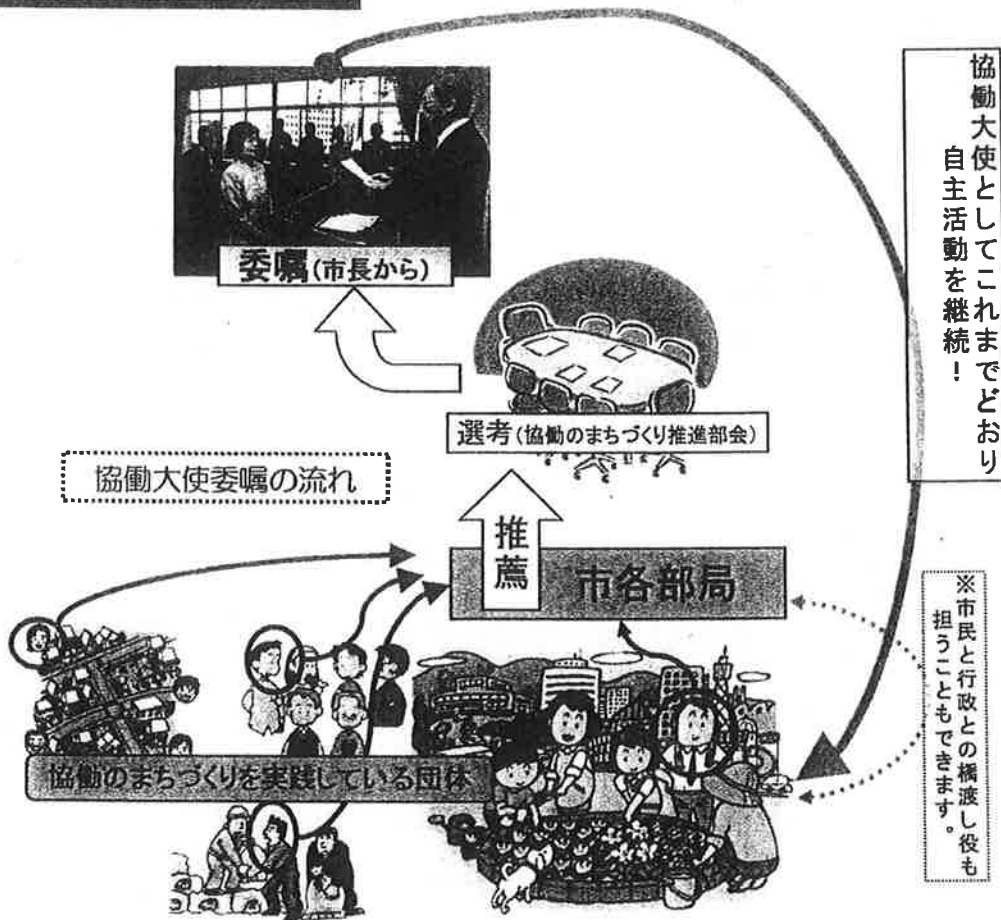 委嘱(市長から)
協働大使としてこれまでどおり
自主活動を継続！
選考(協働のまちづくり推進部会)
協働大使委嘱の流れ
推薦
市各部局
※市民と行政との橋渡し役も
担うこともできます。
協働のまちづくりを実践している団体